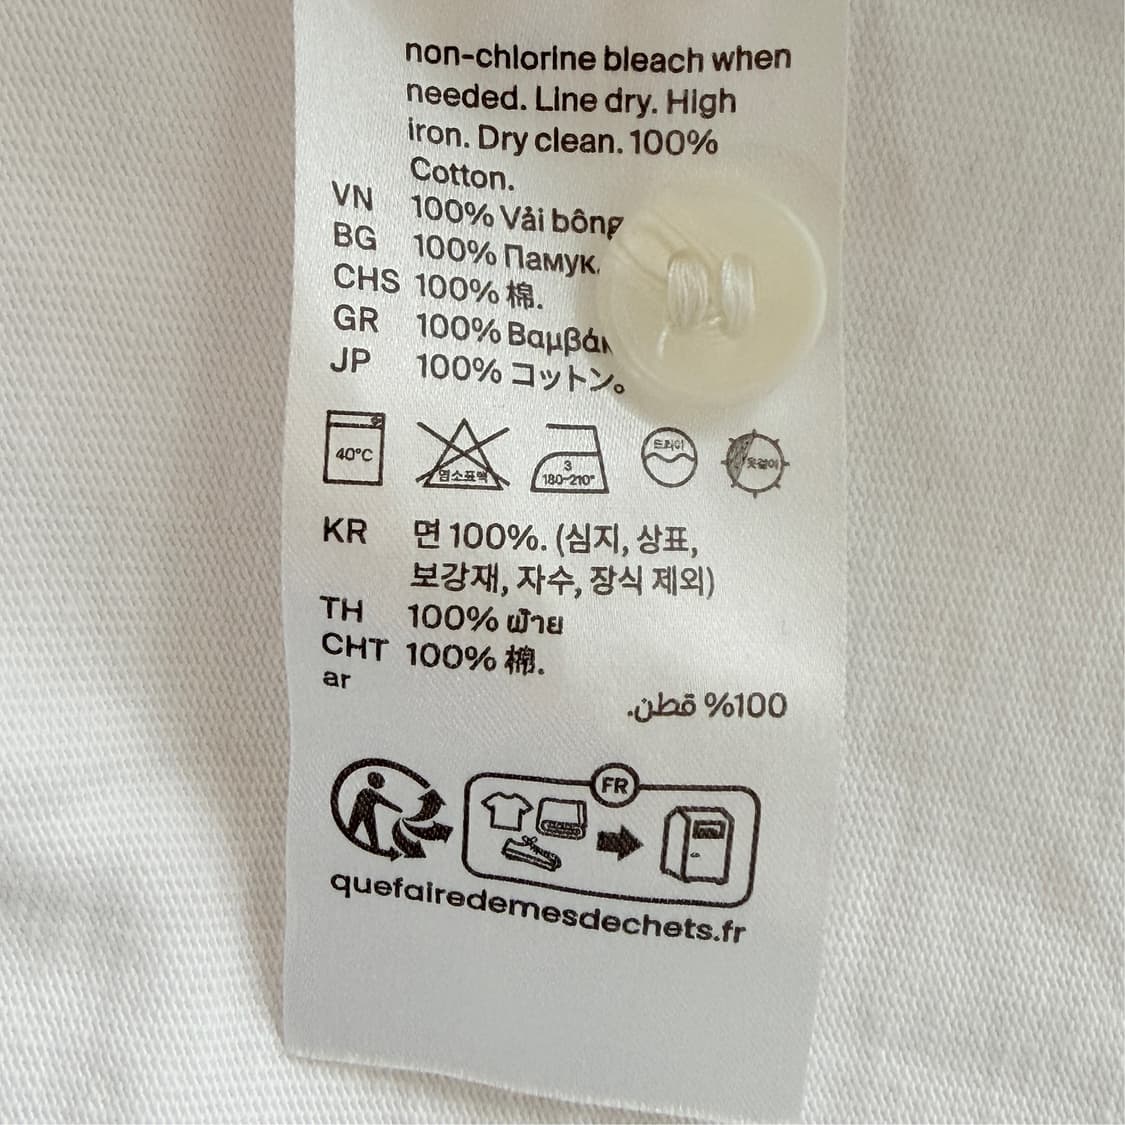 non-chlorine bleach when
needed. Line dry. High
iron. Dry clean. 100%
Cotton.
VN 100% Vải bông
BG 100% Памук.
CHS 100% 棉.
GR 100%
JP 100% コットン。
40°C
염소표백
3
180~210°
드라이
옷걸이
KR 면 100%. (심지, 상표,
보강재, 자수, 장식 제외)
TH 100% ฝ้าย
CHT 100% 棉.
ar
100% قطن.
FR
quefairedemesdechets.fr